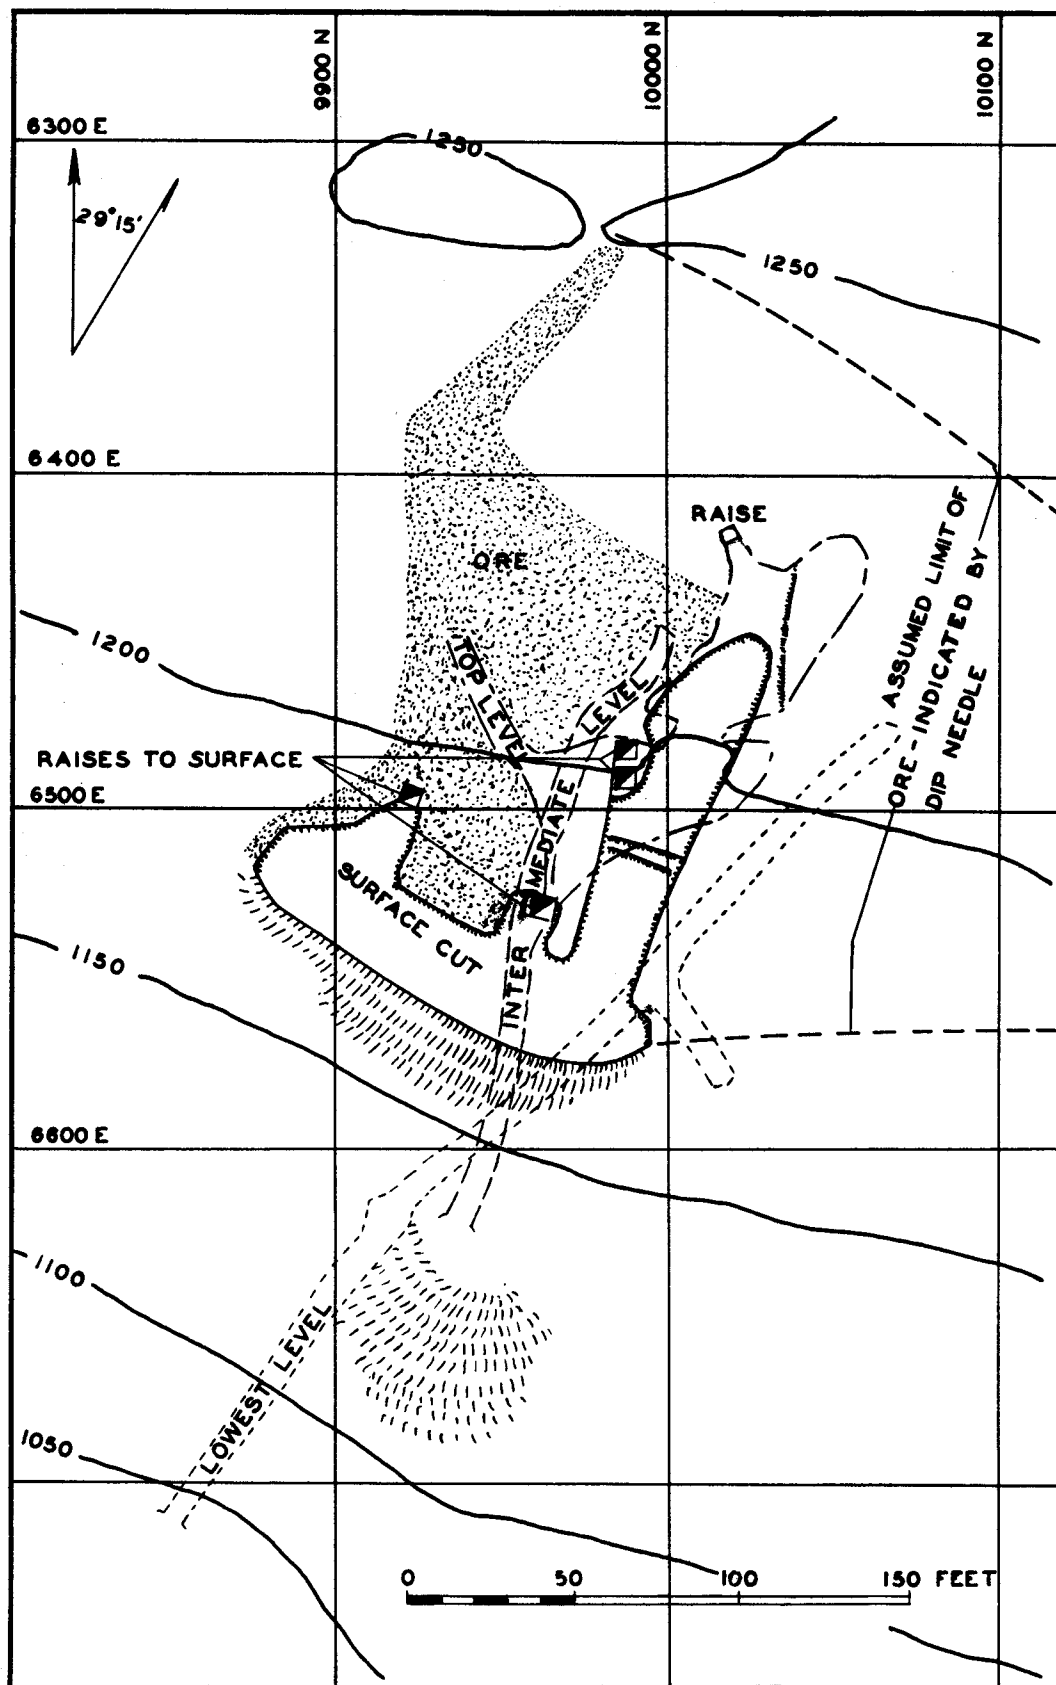 9900 N
10000 N
10100 N
6300 E
1250
29°15'
1250
6400 E
RAISE
ORE
ASSUMED LIMIT OF
ORE - INDICATED BY
DIP NEEDLE
1200
TOP LEVEL
LEVEL
RAISES TO SURFACE
6500 E
MEDIATE
SURFACE CUT
INTER
1150
6600 E
1100
LOWEST LEVEL
1050
0 50 100 150 FEET